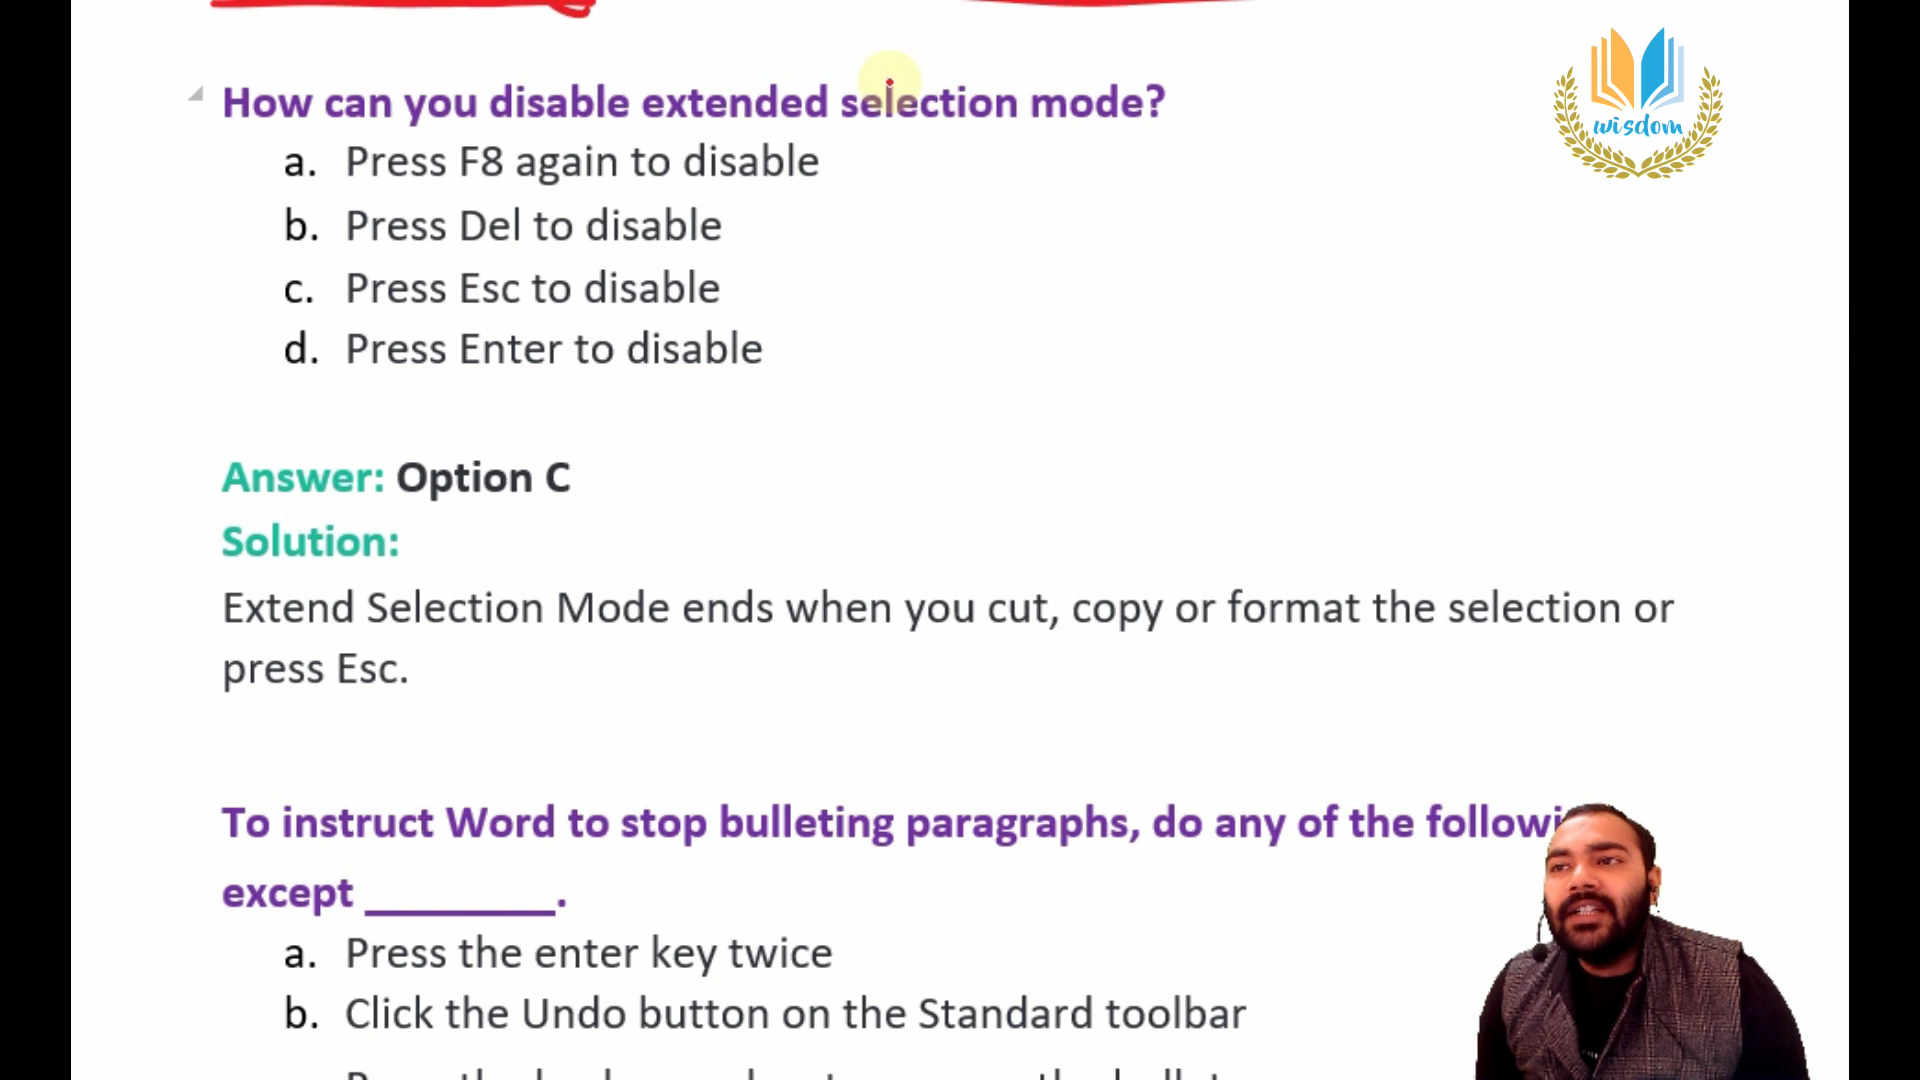 wisdom
How can you disable extended selection mode?
a. Press F8 again to disable
b. Press Del to disable
c. Press Esc to disable
d. Press Enter to disable
Answer: Option C
Solution:
Extend Selection Mode ends when you cut, copy or format the selection or
press Esc.
To instruct Word to stop bulleting paragraphs, do any of the followi
except ________.
a. Press the enter key twice
b. Click the Undo button on the Standard toolbar